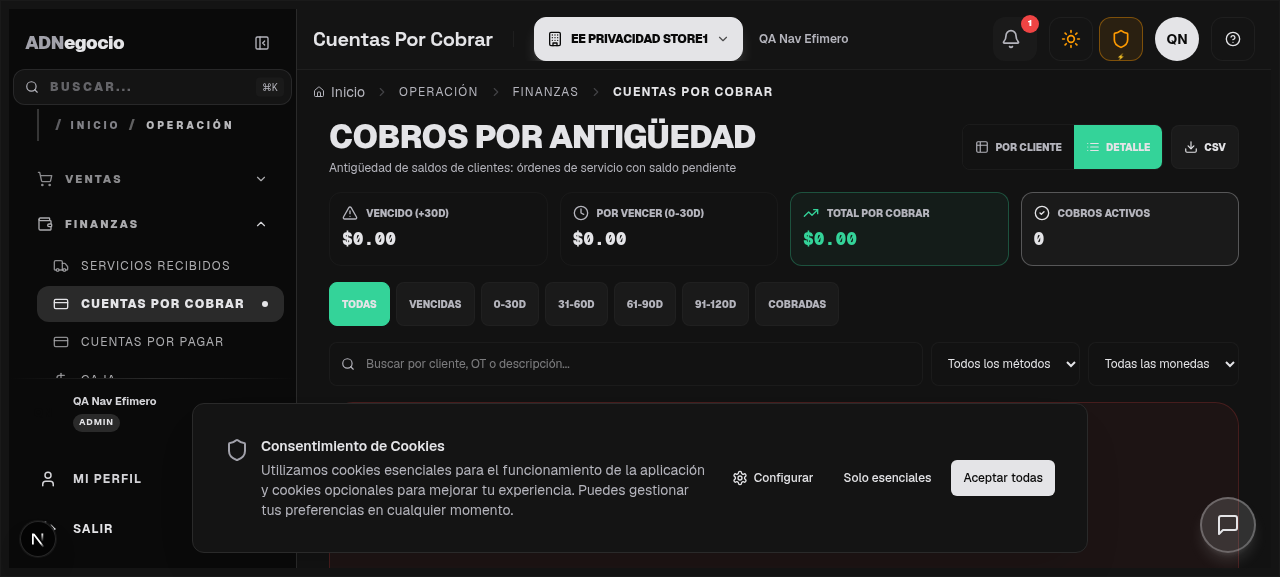 ADNegocio
BUSCAR...
⌘K
/ INICIO / OPERACIÓN
VENTAS
FINANZAS
SERVICIOS RECIBIDOS
CUENTAS POR COBRAR
CUENTAS POR PAGAR
CAJA
QA Nav Efimero
ADMIN
MI PERFIL
SALIR
N
Cuentas Por Cobrar
EE PRIVACIDAD STORE1
QA Nav Efimero
1
QN
Inicio
OPERACIÓN
FINANZAS
CUENTAS POR COBRAR
COBROS POR ANTIGÜEDAD
Antigüedad de saldos de clientes: órdenes de servicio con saldo pendiente
POR CLIENTE
DETALLE
CSV
VENCIDO (+30D)
$0.00
POR VENCER (0-30D)
$0.00
TOTAL POR COBRAR
$0.00
COBROS ACTIVOS
0
TODAS
VENCIDAS
0-30D
31-60D
61-90D
91-120D
COBRADAS
Buscar por cliente, OT o descripción...
Todos los métodos
Todas las monedas
Consentimiento de Cookies
Utilizamos cookies esenciales para el funcionamiento de la aplicación
y cookies opcionales para mejorar tu experiencia. Puedes gestionar
tus preferencias en cualquier momento.
Configurar
Solo esenciales
Aceptar todas